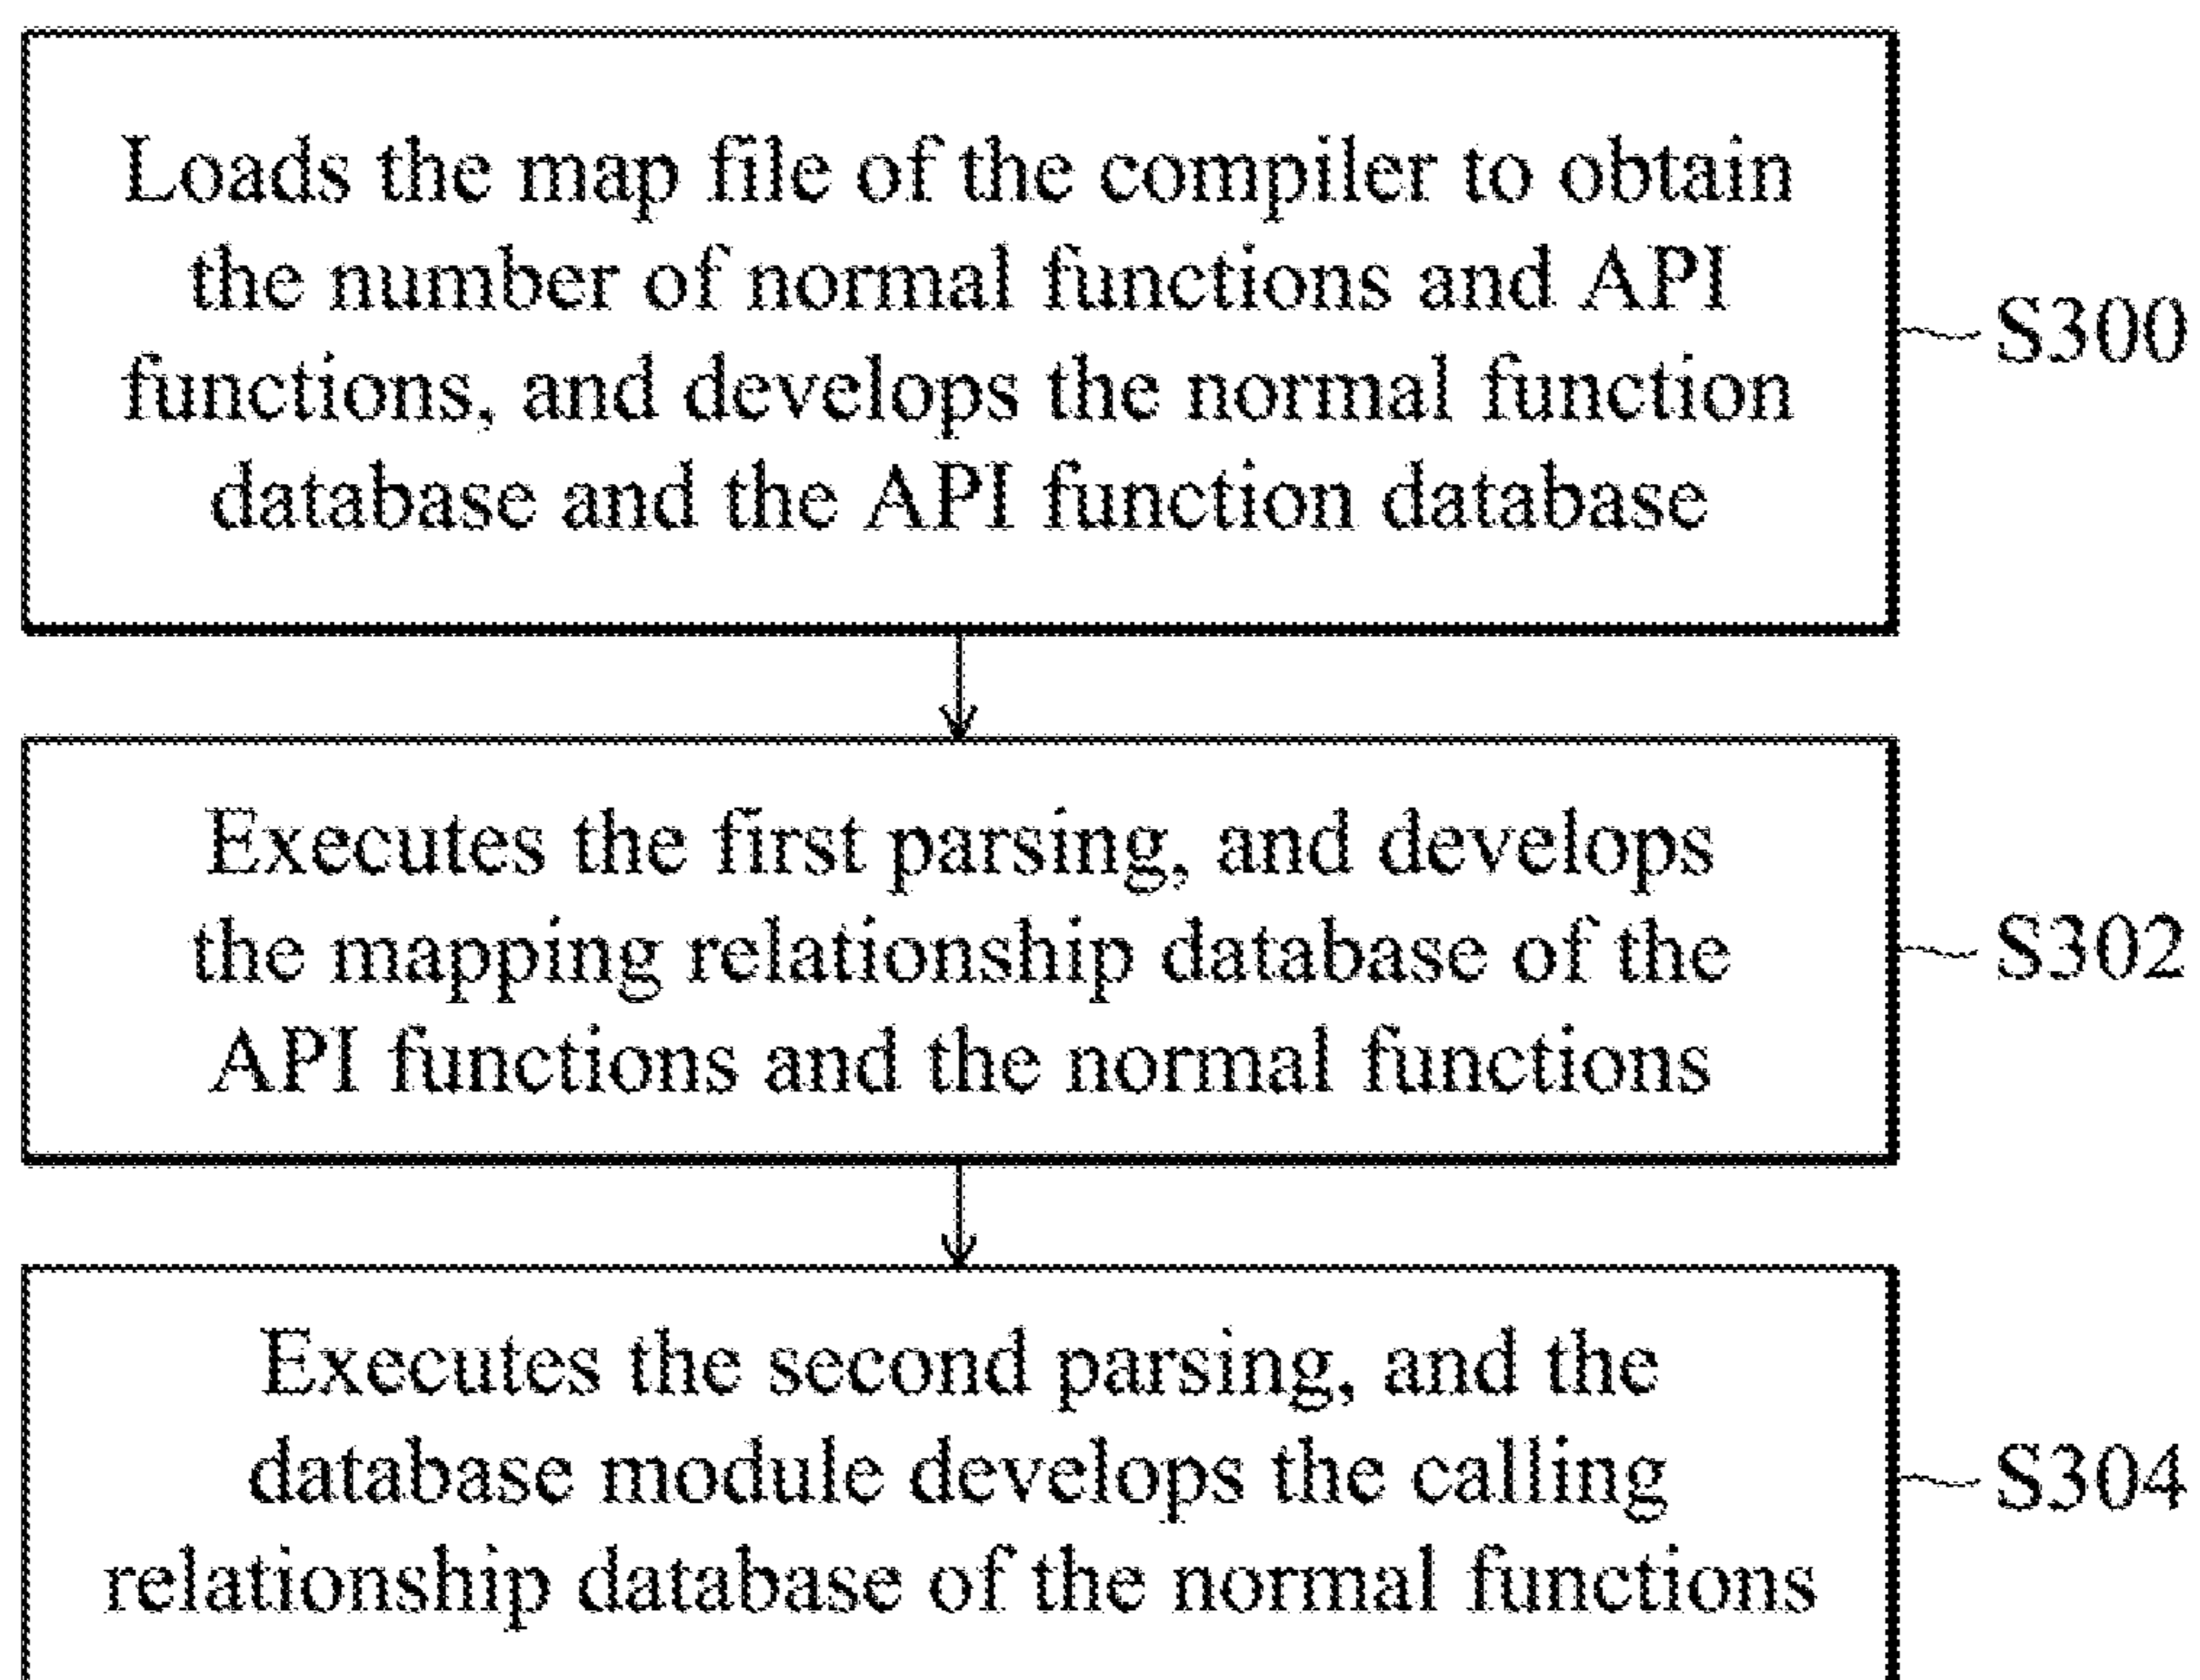 Loads the map file of the compiler to obtain
the number of normal functions and API
functions, and develops the normal function
database and the API function database
S300
Executes the first parsing, and develops
the mapping relationship database of the
API functions and the normal functions
S302
Executes the second parsing, and the
database module develops the calling
relationship database of the normal functions
S304